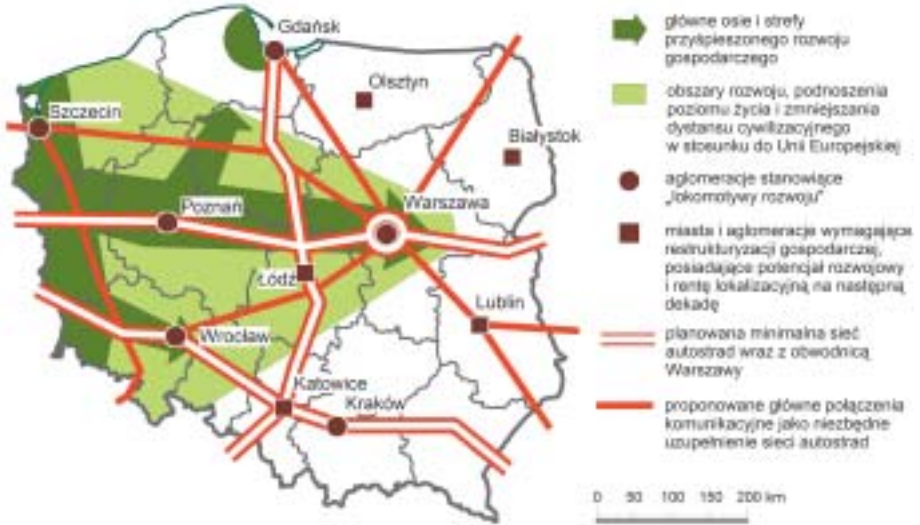 Gdańsk
Olsztyn
Szczecin
Białystok
Poznań
Warszawa
Łódź
Lublin
Wrocław
Katowice
Kraków
główne osie i strefy
przyśpieszonego rozwoju
gospodarczego
obszary rozwoju, podnoszenia
poziomu życia i zmniejszania
dystansu cywilizacyjnego
w stosunku do Unii Europejskiej
aglomeracje stanowiące
„lokomotywy rozwoju"
miasta i aglomeracje wymagające
restrukturyzacji gospodarczej,
posiadające potencjał rozwojowy
i rentę lokalizacyjną na następną
dekadę
planowana minimalna sieć
autostrad wraz z obwodnicą
Warszawy
proponowane główne połączenia
komunikacyjne jako niezbędne
uzupełnienie sieci autostrad
0 50 100 150 200 km